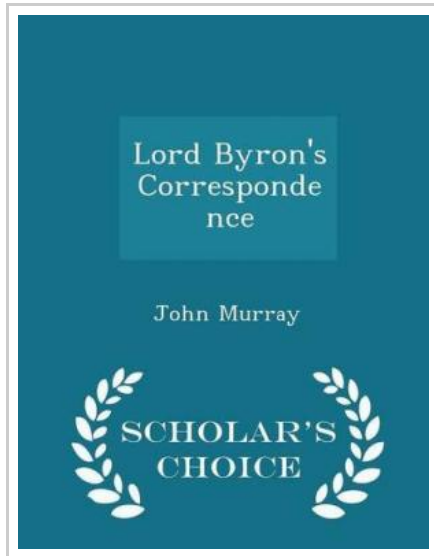 Lord Byron's
Corresponde
nce
John Murray
SCHOLAR'S
CHOICE